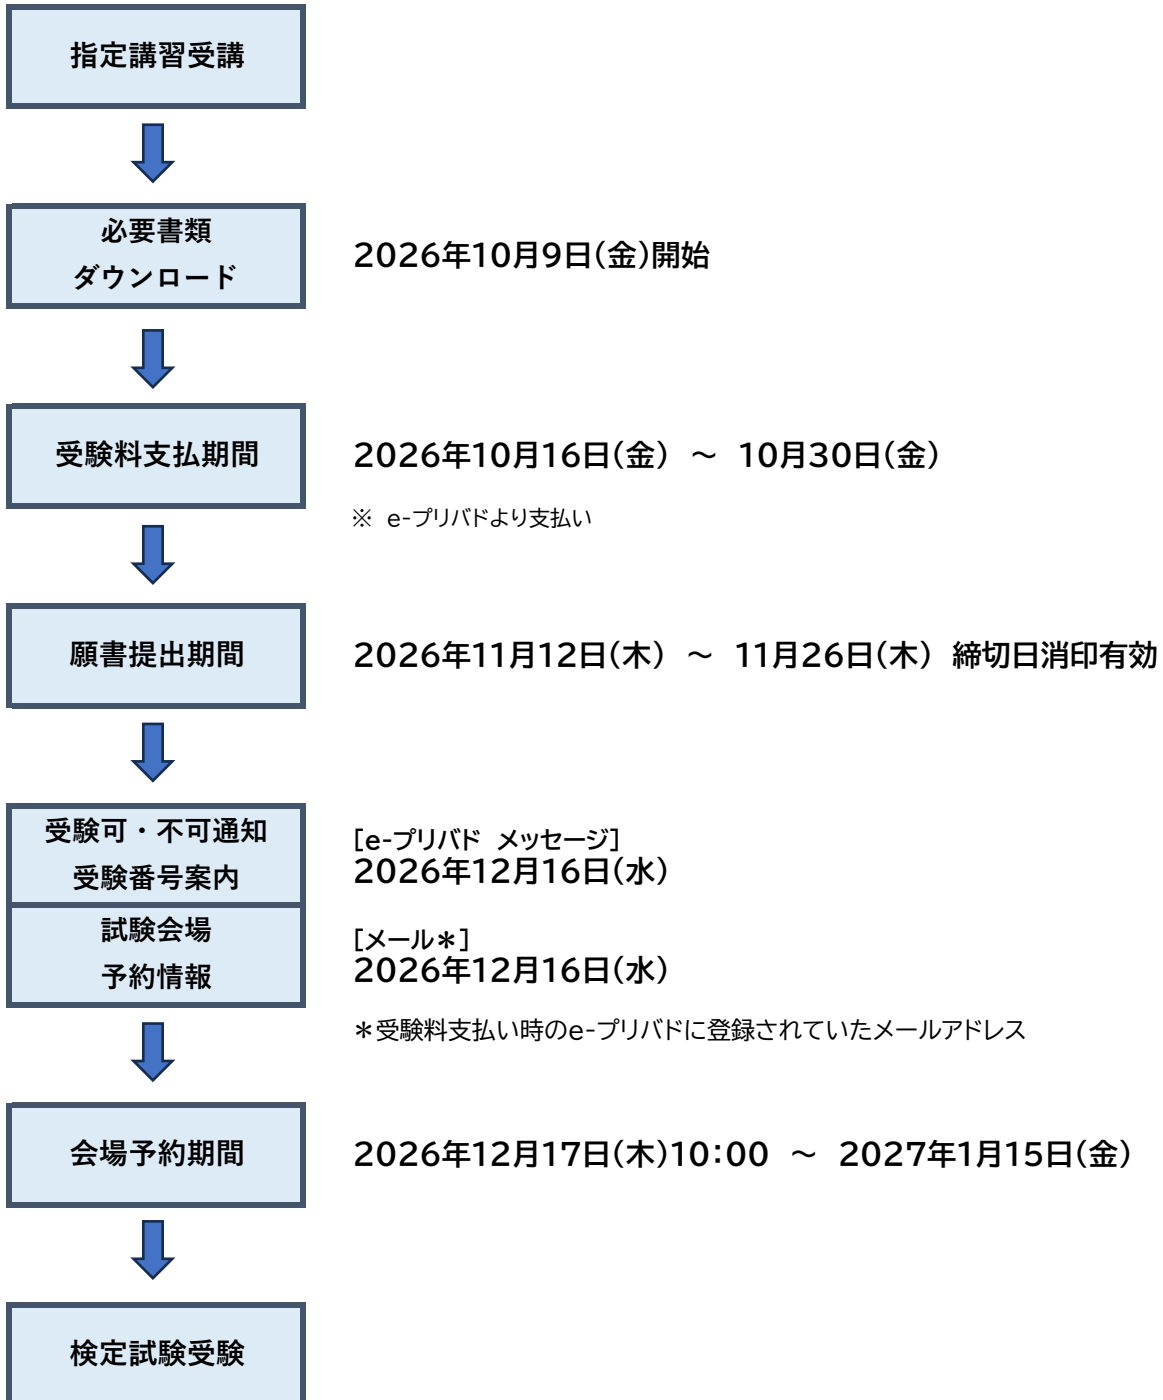 指定講習受講
必要書類
ダウンロード
2026年10月9日(金)開始
受験料支払期間
2026年10月16日(金) ～ 10月30日(金)
※ e-プリバドより支払い
願書提出期間
2026年11月12日(木) ～ 11月26日(木) 締切日消印有効
受験可・不可通知
受験番号案内
[e-プリバド メッセージ]
2026年12月16日(水)
試験会場
予約情報
[メール＊]
2026年12月16日(水)
＊受験料支払い時のe-プリバドに登録されていたメールアドレス
会場予約期間
2026年12月17日(木)10：00 ～ 2027年1月15日(金)
検定試験受験